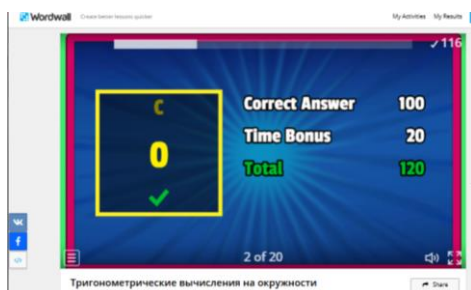 Wordwall Create better lessons quicker My Activities My Results
✓116
C
0
Correct Answer 100
Time Bonus 20
Total 120
2 of 20
Тригонометрические вычисления на окружности
Share